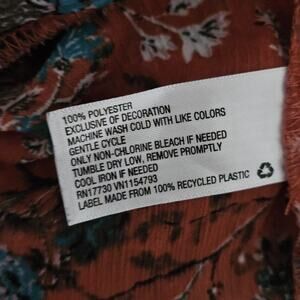 100% POLYESTER
EXCLUSIVE OF DECORATION
MACHINE WASH COLD WITH LIKE COLORS
GENTLE CYCLE
ONLY NON-CHLORINE BLEACH IF NEEDED
TUMBLE DRY LOW, REMOVE PROMPTLY
COOL IRON IF NEEDED
RN17730 VN1154793
LABEL MADE FROM 100% RECYCLED PLASTIC